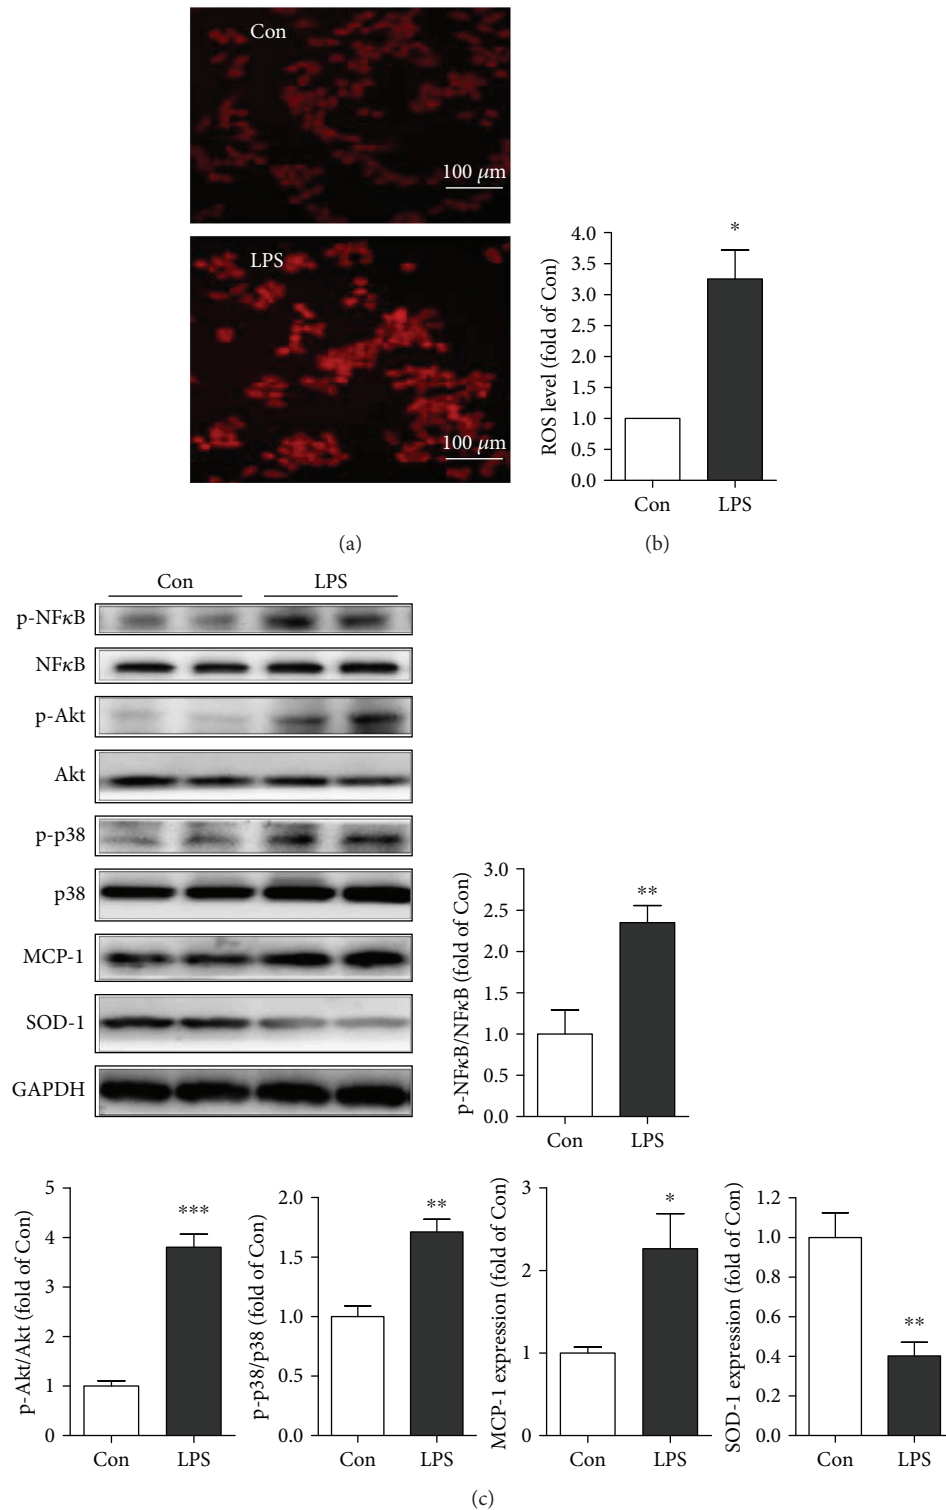 Con
100 μm
LPS
100 μm
(a)
ROS level (fold of Con)
4.0
3.5
3.0
2.5
2.0
1.5
1.0
0.5
0.0
*
Con LPS
(b)
Con LPS
p-NFκB
NFκB
p-Akt
Akt
p-p38
p38
MCP-1
SOD-1
GAPDH
p-NFκB/NFκB (fold of Con)
3.0
2.5
2.0
1.5
1.0
0.5
0.0
**
Con LPS
p-Akt/Akt (fold of Con)
5
4
3
2
1
0
***
Con LPS
p-p38/p38 (fold of Con)
2.0
1.5
1.0
0.5
0.0
**
Con LPS
MCP-1 expression (fold of Con)
3
2
1
0
*
Con LPS
SOD-1 expression (fold of Con)
1.2
1.0
0.8
0.6
0.4
0.2
0.0
**
Con LPS
(c)